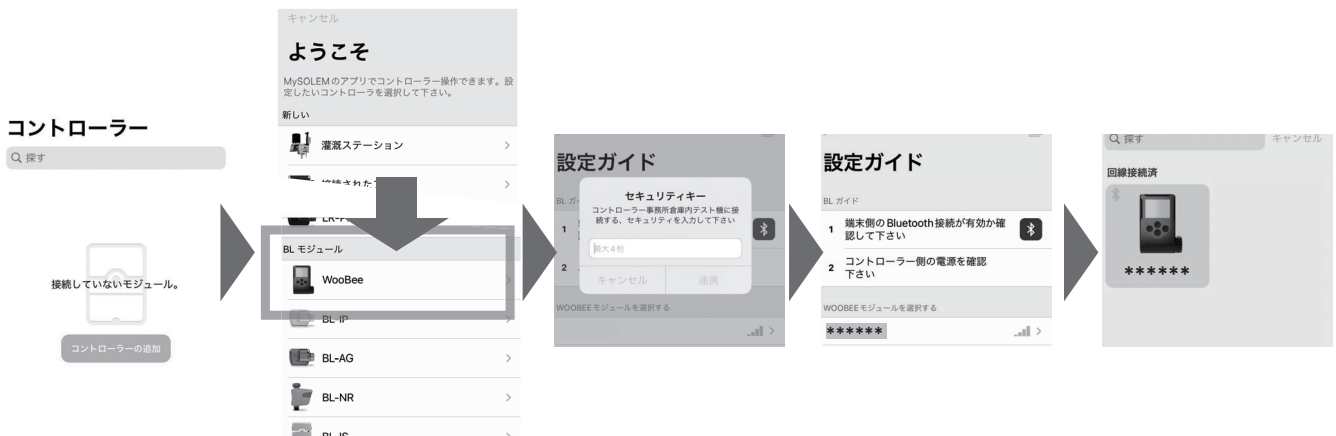 コントローラー
探す
接続していないモジュール。
コントローラーの追加
キャンセル
ようこそ
MySOLEMのアプリでコントローラー操作できます。設
定したいコントローラを選択して下さい。
新しい
灌漑ステーション
BL モジュール
WooBee
BL-IP
BL-AG
BL-NR
BL-IS
設定ガイド
セキュリティキー
コントローラー事務所倉庫内テスト機に接
続する、セキュリティを入力して下さい
BL ガ
1
最大4桁
2
キャンセル
連携
WOOBEEモジュールを選択する
設定ガイド
BL ガイド
1 端末側のBluetooth接続が有効か確
認して下さい
2 コントローラー側の電源を確認
下さい
WOOBEEモジュールを選択する
******
探す
キャンセル
回線接続済
******